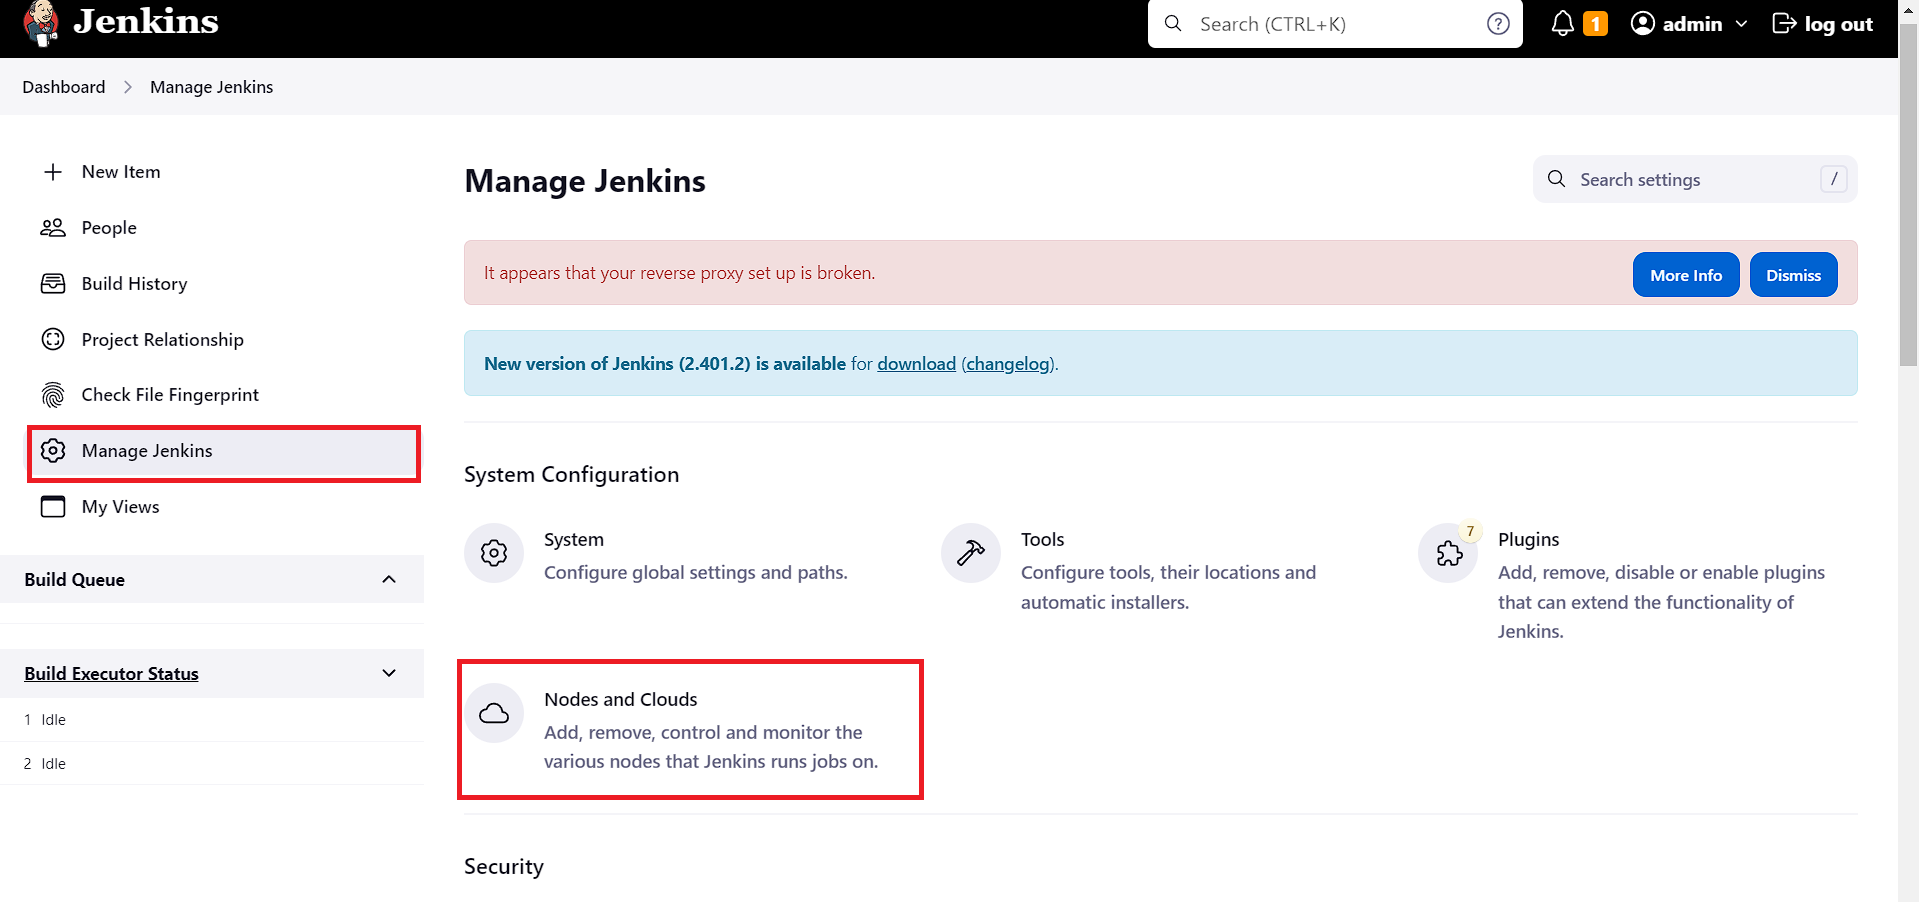 Jenkins
Search (CTRL+K)
?
1
admin
log out
Dashboard
Manage Jenkins
New Item
People
Build History
Project Relationship
Check File Fingerprint
Manage Jenkins
My Views
Build Queue
Build Executor Status
1 Idle
2 Idle
Manage Jenkins
Search settings
/
It appears that your reverse proxy set up is broken.
More Info
Dismiss
New version of Jenkins (2.401.2) is available for download (changelog).
System Configuration
System
Configure global settings and paths.
Tools
Configure tools, their locations and
automatic installers.
7
Plugins
Add, remove, disable or enable plugins
that can extend the functionality of
Jenkins.
Nodes and Clouds
Add, remove, control and monitor the
various nodes that Jenkins runs jobs on.
Security